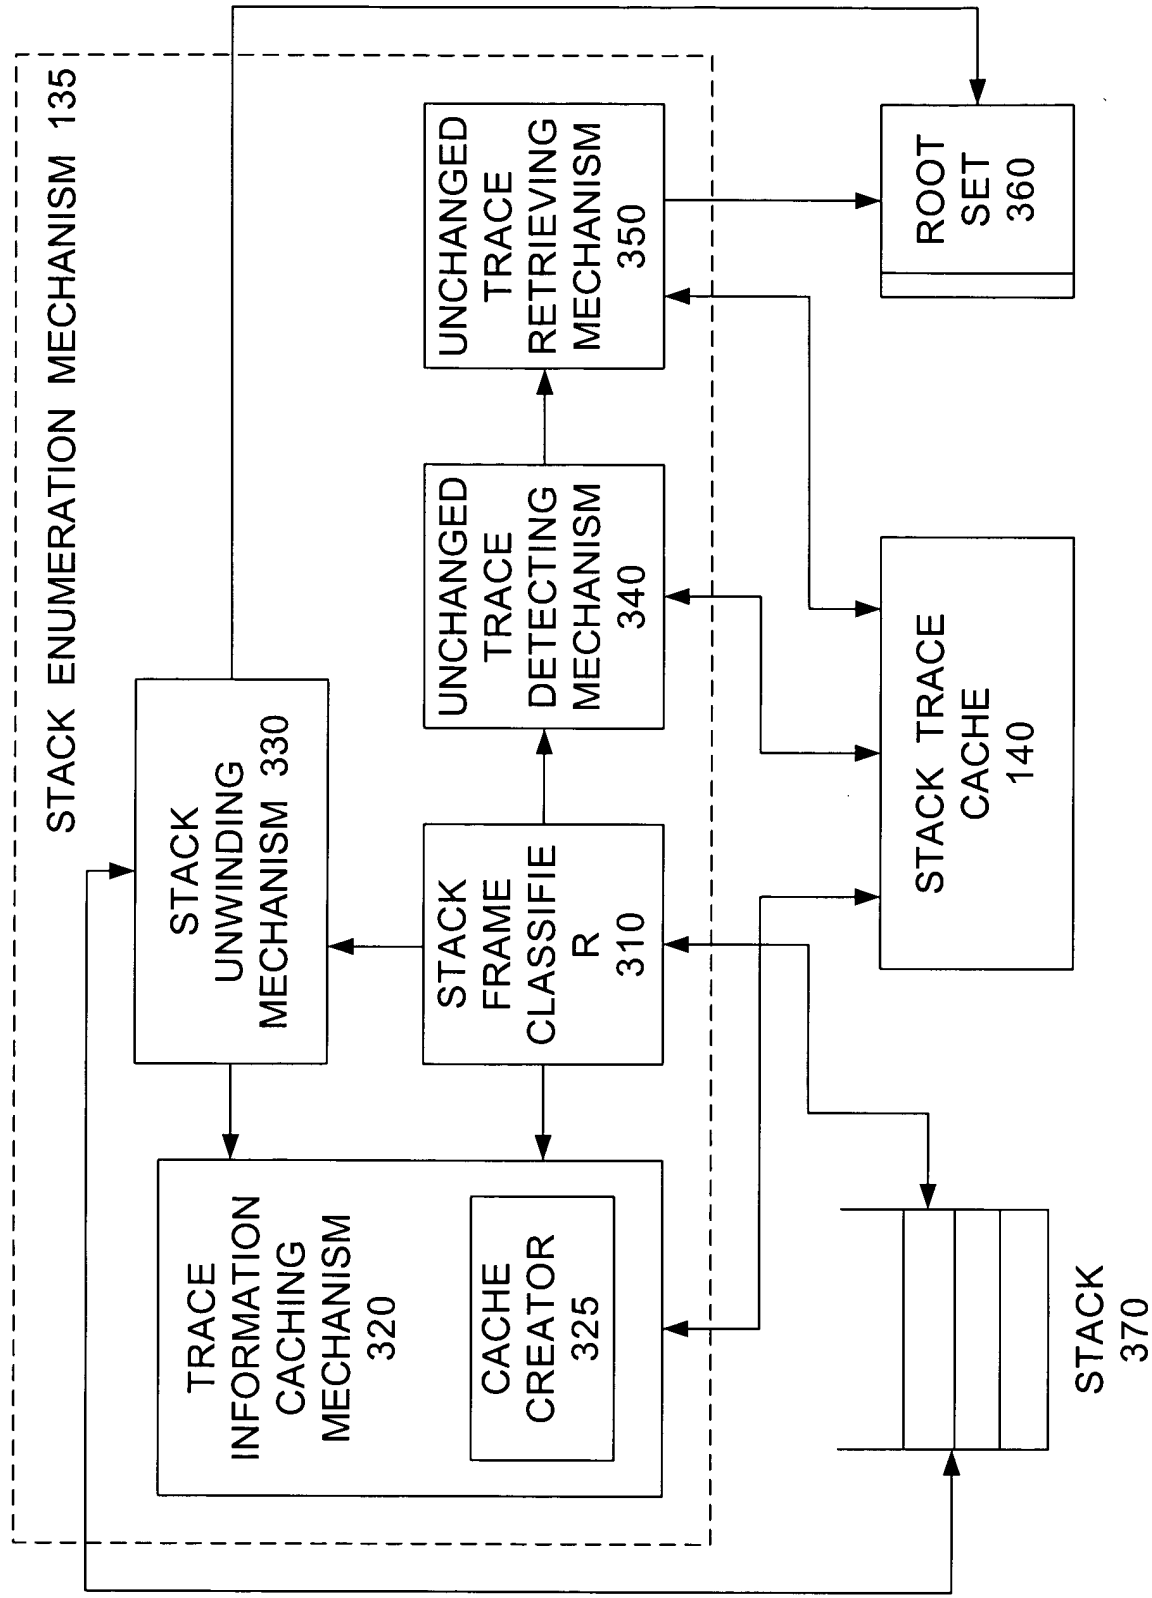 STACK ENUMERATION MECHANISM 135
TRACE
INFORMATION
CACHING
MECHANISM
320
CACHE
CREATOR
325
STACK
UNWINDING
MECHANISM 330
STACK
FRAME
CLASSIFIE
R
310
UNCHANGED
TRACE
DETECTING
MECHANISM
340
UNCHANGED
TRACE
RETRIEVING
MECHANISM
350
STACK
370
STACK TRACE
CACHE
140
ROOT
SET
360